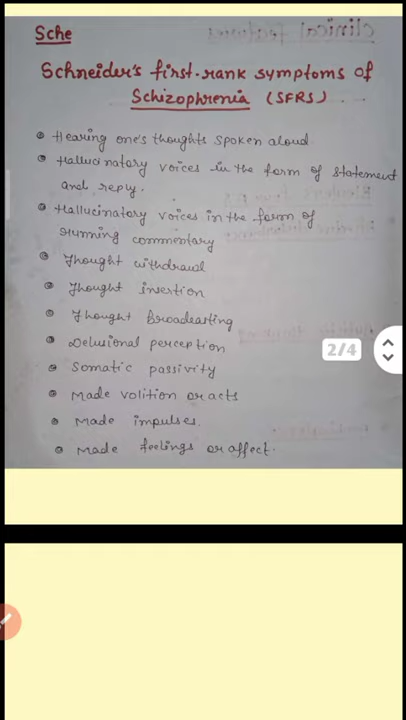 Sche
Schneider's first-rank symptoms of
Schizophrenia (SFRS).
Hearing one's thoughts spoken aloud
Hallucinatory voices in the form of statement
and reply.
Hallucinatory voices in the form of
running commentary
Thought withdrawl
Thought insertion
Thought broadcasting
Delusional perception
2/4
Somatic passivity
Made volition or acts
Made impulses.
Made feelings or affect.